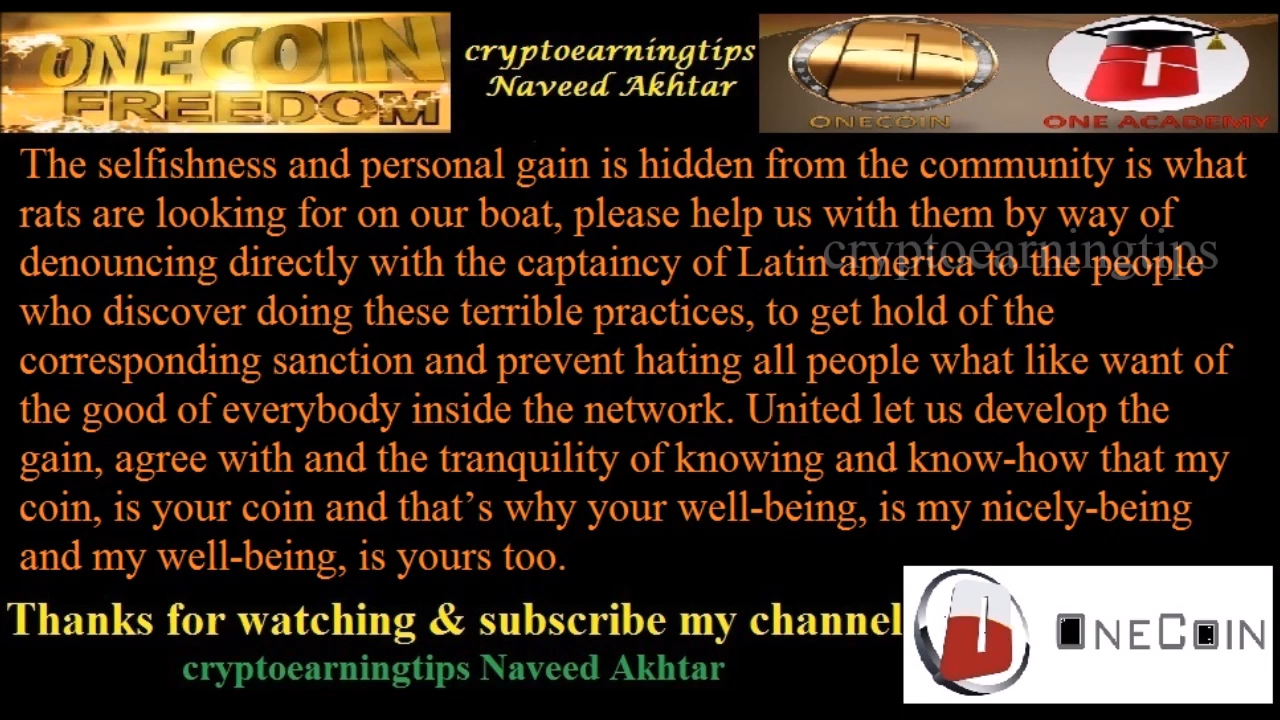 ONE COIN
FREEDOM
cryptoearningtips
Naveed Akhtar
ONECOIN
ONE ACADEMY
The selfishness and personal gain is hidden from the community is what
rats are looking for on our boat, please help us with them by way of
denouncing directly with the captaincy of Latin america to the people
cryptoearningtips
who discover doing these terrible practices, to get hold of the
corresponding sanction and prevent hating all people what like want of
the good of everybody inside the network. United let us develop the
gain, agree with and the tranquility of knowing and know-how that my
coin, is your coin and that’s why your well-being, is my nicely-being
and my well-being, is yours too.
Thanks for watching & subscribe my channel
cryptoearningtips Naveed Akhtar
ONECOIN